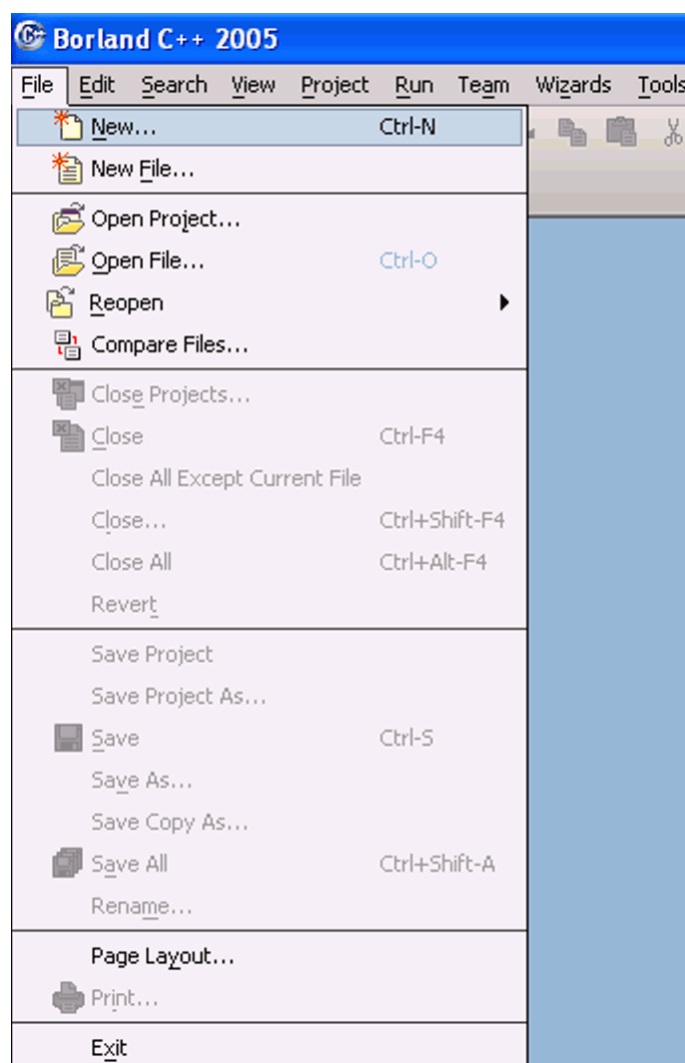 Borland C++ 2005
File Edit Search View Project Run Team Wizards Tools
New... Ctrl-N
New File...
Open Project...
Open File... Ctrl-O
Reopen
Compare Files...
Close Projects...
Close Ctrl-F4
Close All Except Current File
Close... Ctrl+Shift-F4
Close All Ctrl+Alt-F4
Revert
Save Project
Save Project As...
Save Ctrl-S
Save As...
Save Copy As...
Save All Ctrl+Shift-A
Rename...
Page Layout...
Print...
Exit